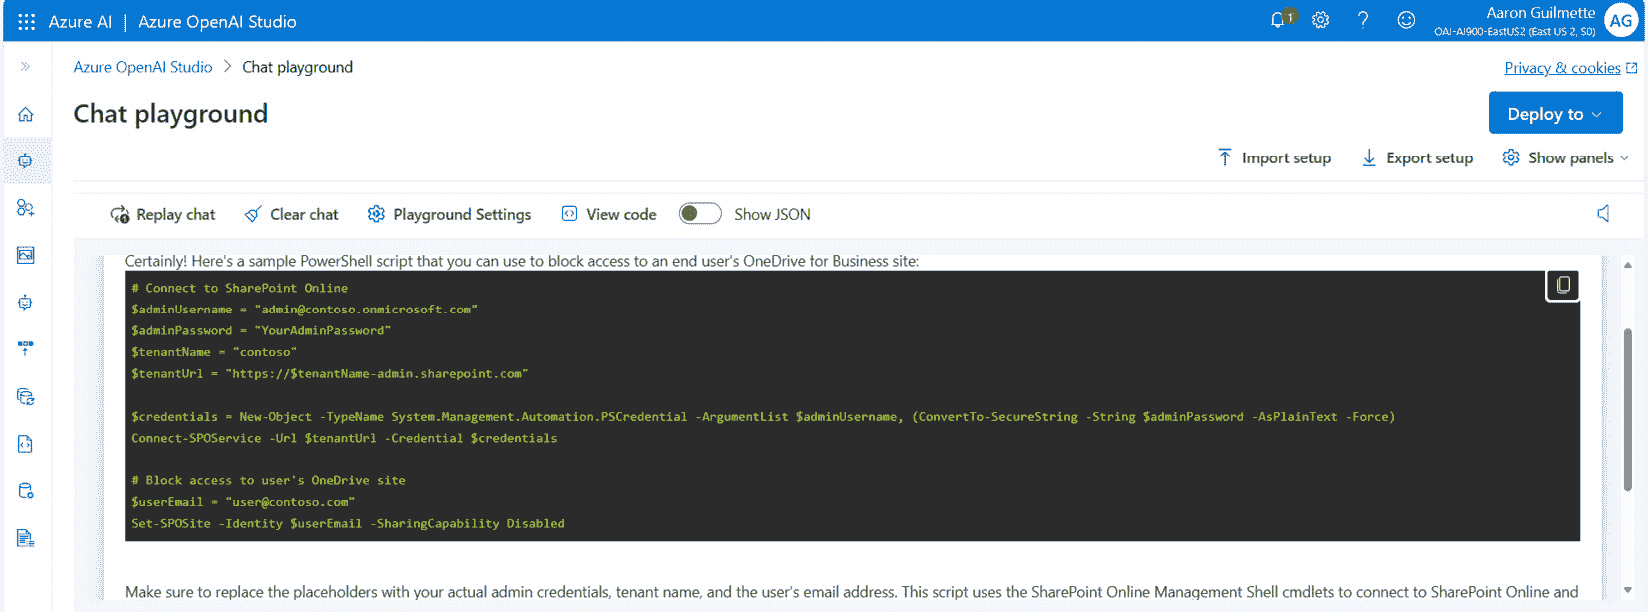 Azure AI | Azure OpenAI Studio
1
Aaron Guilmette
OAI-AI900-EastUS2 (East US 2, S0)
AG
Azure OpenAI Studio > Chat playground
Privacy & cookies
Chat playground
Deploy to
Import setup
Export setup
Show panels
Replay chat
Clear chat
Playground Settings
View code
Show JSON
Certainly! Here's a sample PowerShell script that you can use to block access to an end user's OneDrive for Business site:
# Connect to SharePoint Online
$adminUsername = "admin@contoso.onmicrosoft.com"
$adminPassword = "YourAdminPassword"
$tenantName = "contoso"
$tenantUrl = "https://$tenantName-admin.sharepoint.com"
$credentials = New-Object -TypeName System.Management.Automation.PSCredential -ArgumentList $adminUsername, (ConvertTo-SecureString -String $adminPassword -AsPlainText -Force)
Connect-SPOService -Url $tenantUrl -Credential $credentials
# Block access to user's OneDrive site
$userEmail = "user@contoso.com"
Set-SPOSite -Identity $userEmail -SharingCapability Disabled
Make sure to replace the placeholders with your actual admin credentials, tenant name, and the user's email address. This script uses the SharePoint Online Management Shell cmdlets to connect to SharePoint Online and